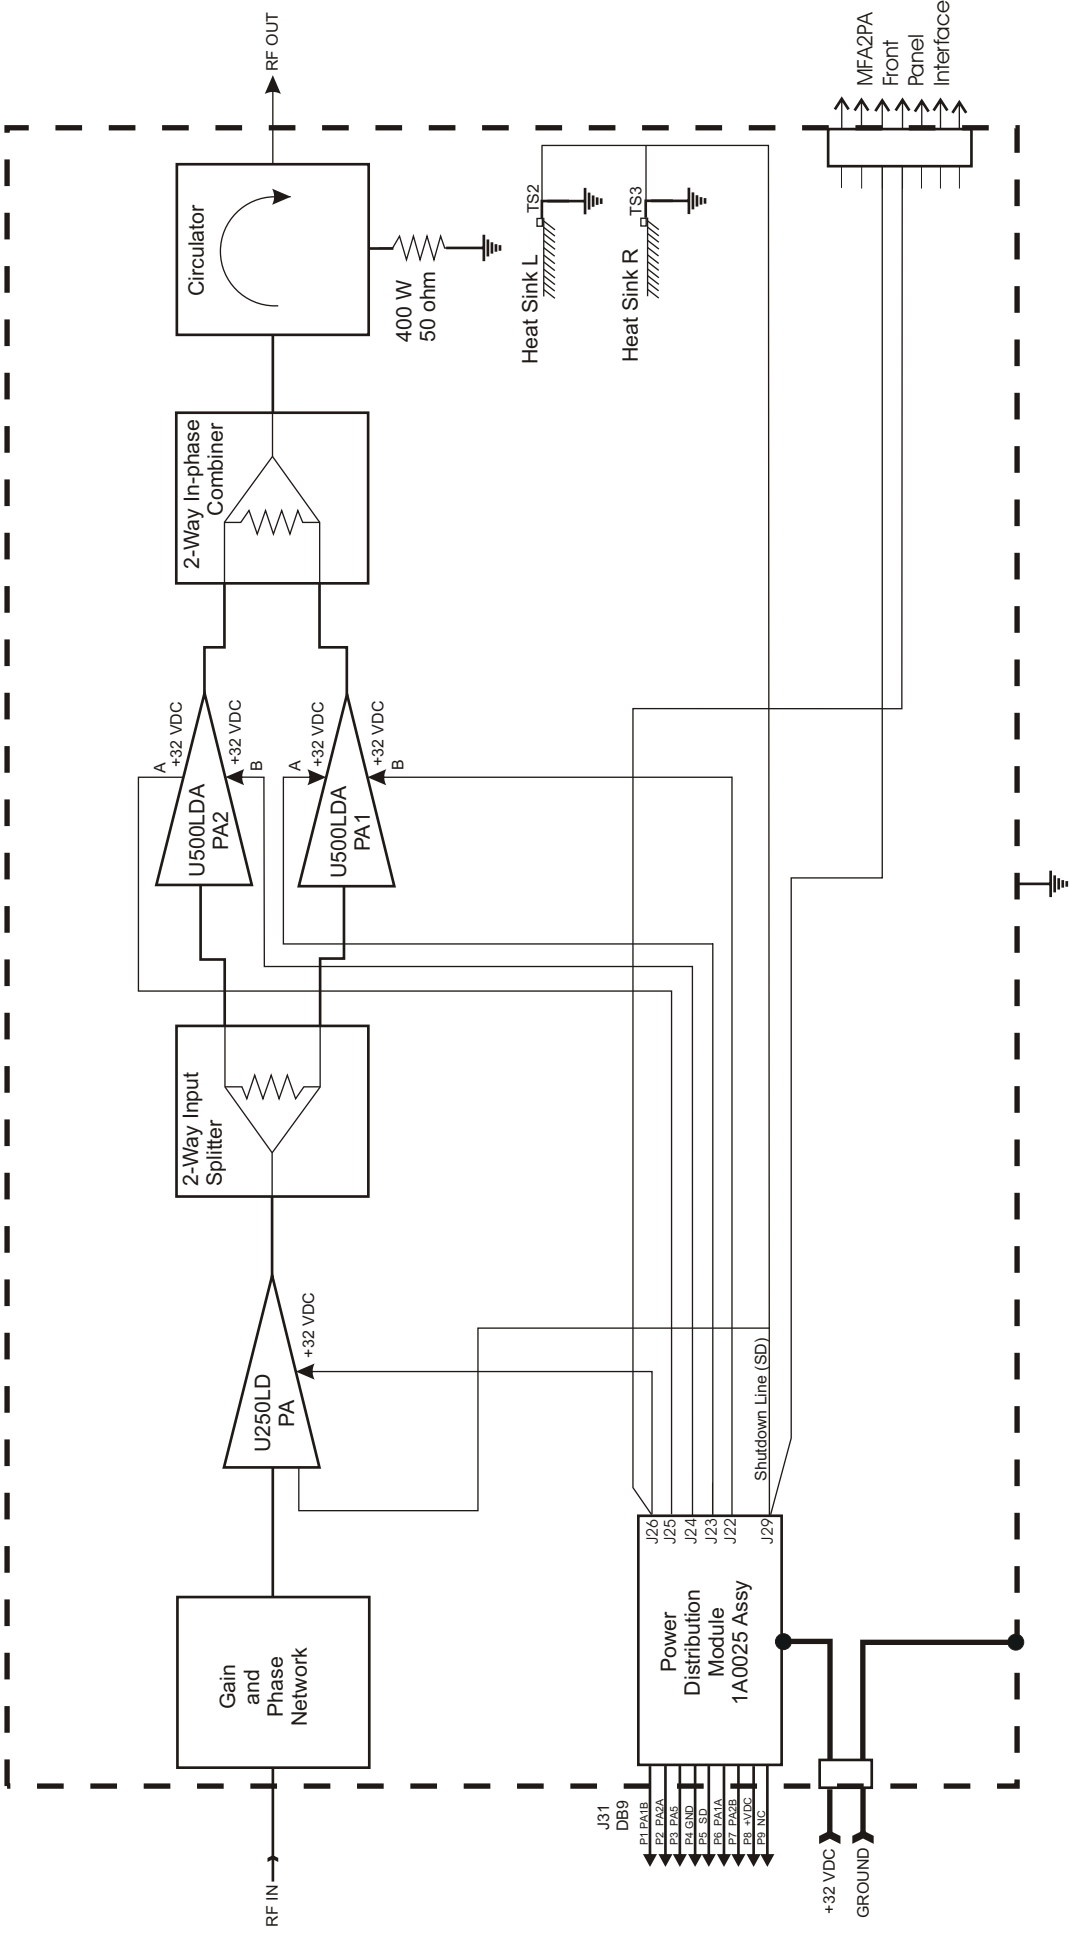 RF IN
Gain
and
Phase
Network
U250LD
PA
+32 VDC
2-Way Input
Splitter
U500LDA
PA2
A
+32 VDC
+32 VDC
B
U500LDA
PA1
A
+32 VDC
+32 VDC
B
2-Way In-phase
Combiner
Circulator
RF OUT
400 W
50 ohm
Heat Sink L
TS2
Heat Sink R
TS3
MFA2PA
Front
Panel
Interface
J31
DB9
P1 PA1B
P2 PA2A
P3 PA5
P4 GND
P5 SD
P6 PA1A
P7 PA2B
P8 +VDC
P9 NC
Power
Distribution
Module
1A0025 Assy
J26
J25
J24
J23
J22
J29
Shutdown Line (SD)
+32 VDC
GROUND